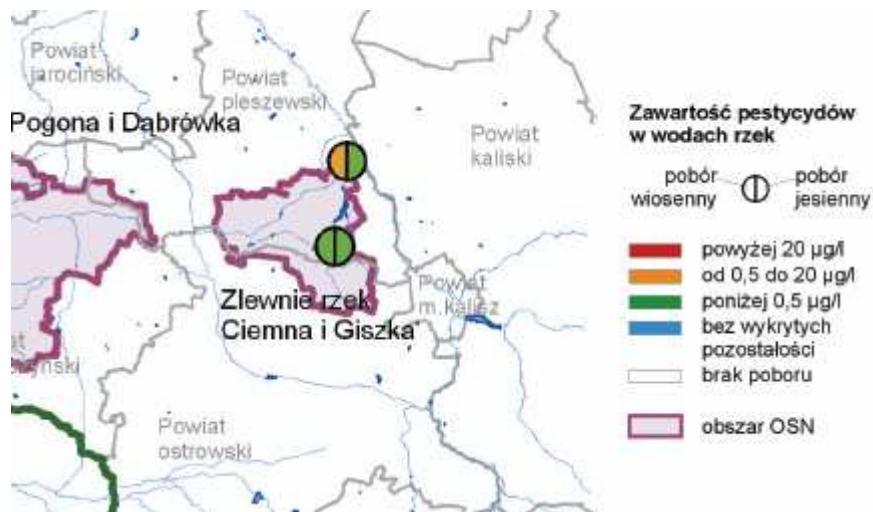 Powiat
jarociński
Powiat
pleszewski
Pogona i Dąbrówka
Powiat
kaliski
Zlewnie rzek
Ciemna i Giszka
Powiat
m. kalisz
Powiat
ostrowski
Zawartość pestycydów
w wodach rzek
pobór
wiosenny
pobór
jesienny
powyżej 20 µg/l
od 0,5 do 20 µg/l
poniżej 0,5 µg/l
bez wykrytych
pozostałości
brak poboru
obszar OSN